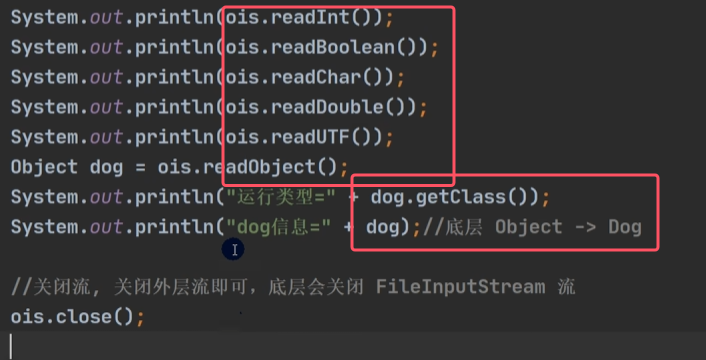 System.out.println(ois.readInt());
System.out.println(ois.readBoolean());
System.out.println(ois.readChar());
System.out.println(ois.readDouble());
System.out.println(ois.readUTF());
Object dog = ois.readObject();
System.out.println("运行类型=" + dog.getClass());
System.out.println("dog信息=" + dog);//底层 Object -> Dog
//关闭流, 关闭外层流即可，底层会关闭 FileInputStream 流
ois.close();